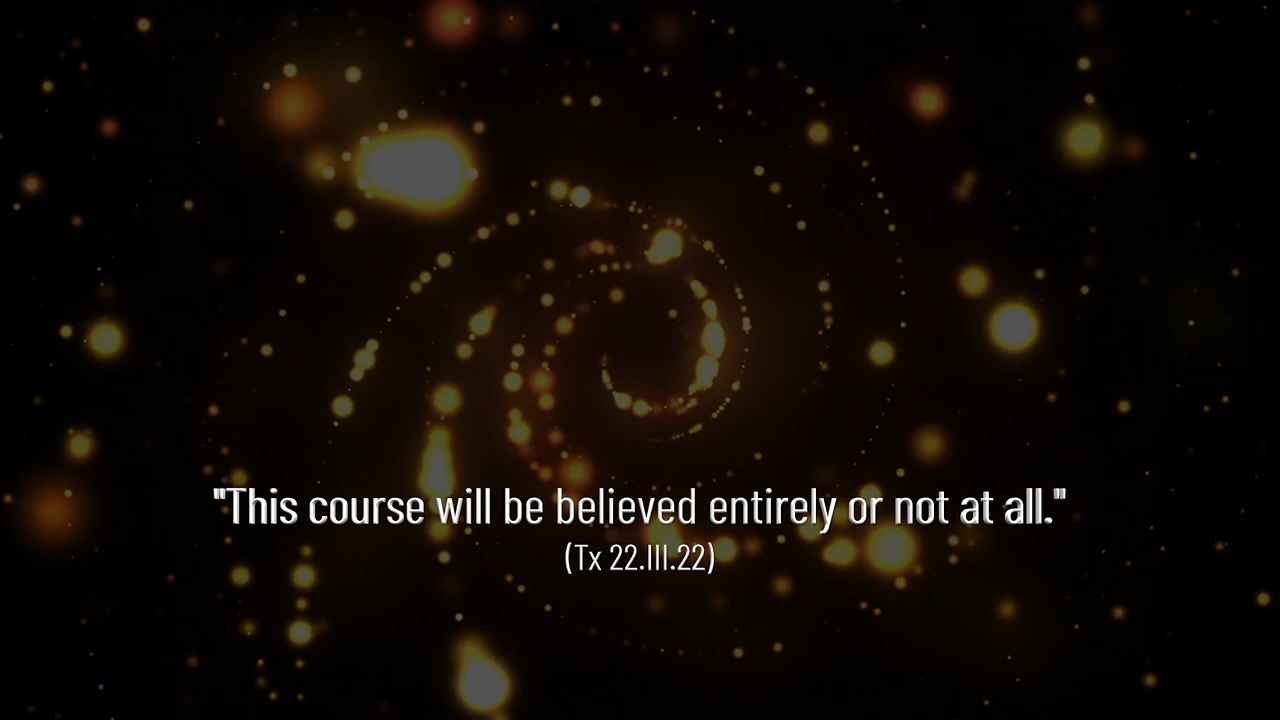 "This course will be believed entirely or not at all."
(Tx 22.III.22)